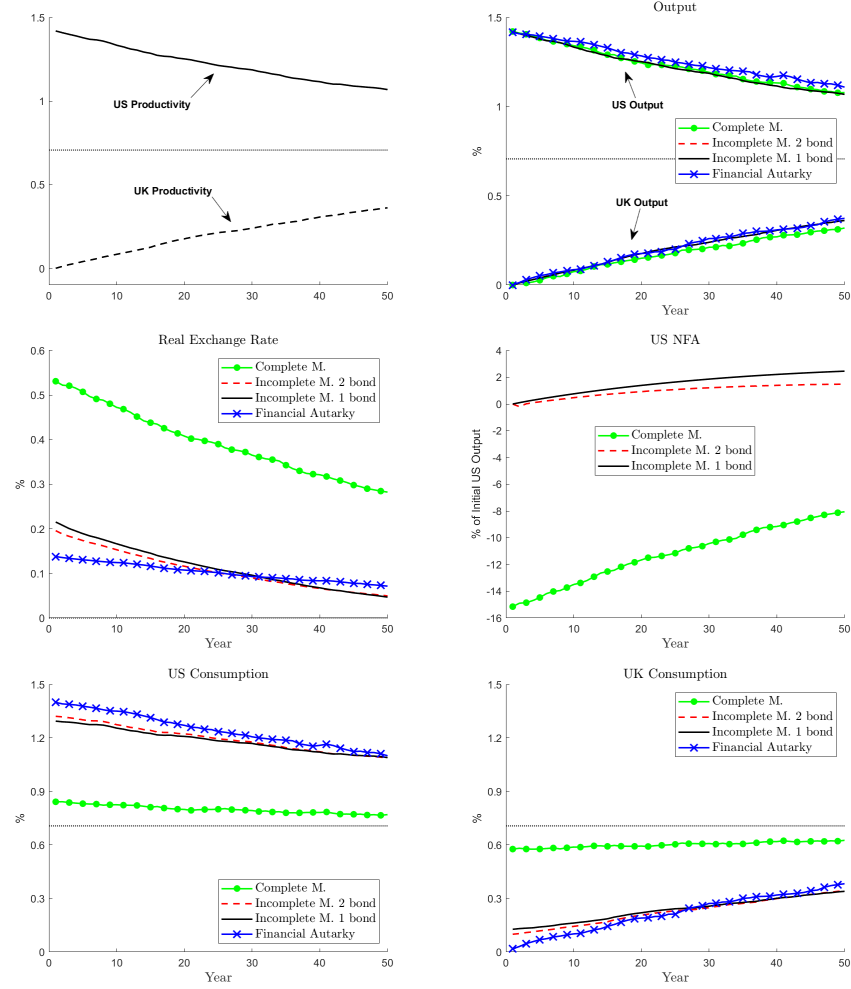 1.5
1
0.5
0
US Productivity
UK Productivity
0
10
20
30
40
50
Output
1.5
1
0.5
0
%
US Output
UK Output
Complete M.
Incomplete M. 2 bond
Incomplete M. 1 bond
Financial Autarky
0
10
20
30
40
50
Year
Real Exchange Rate
0.6
0.5
0.4
0.3
0.2
0.1
0
%
Complete M.
Incomplete M. 2 bond
Incomplete M. 1 bond
Financial Autarky
0
10
20
30
40
50
Year
US NFA
4
2
0
-2
-4
-6
-8
-10
-12
-14
-16
% of Initial US Output
Complete M.
Incomplete M. 2 bond
Incomplete M. 1 bond
0
10
20
30
40
50
Year
US Consumption
1.5
1.2
0.9
0.6
0.3
0
%
Complete M.
Incomplete M. 2 bond
Incomplete M. 1 bond
Financial Autarky
0
10
20
30
40
50
Year
UK Consumption
1.5
1.2
0.9
0.6
0.3
0
%
Complete M.
Incomplete M. 2 bond
Incomplete M. 1 bond
Financial Autarky
0
10
20
30
40
50
Year